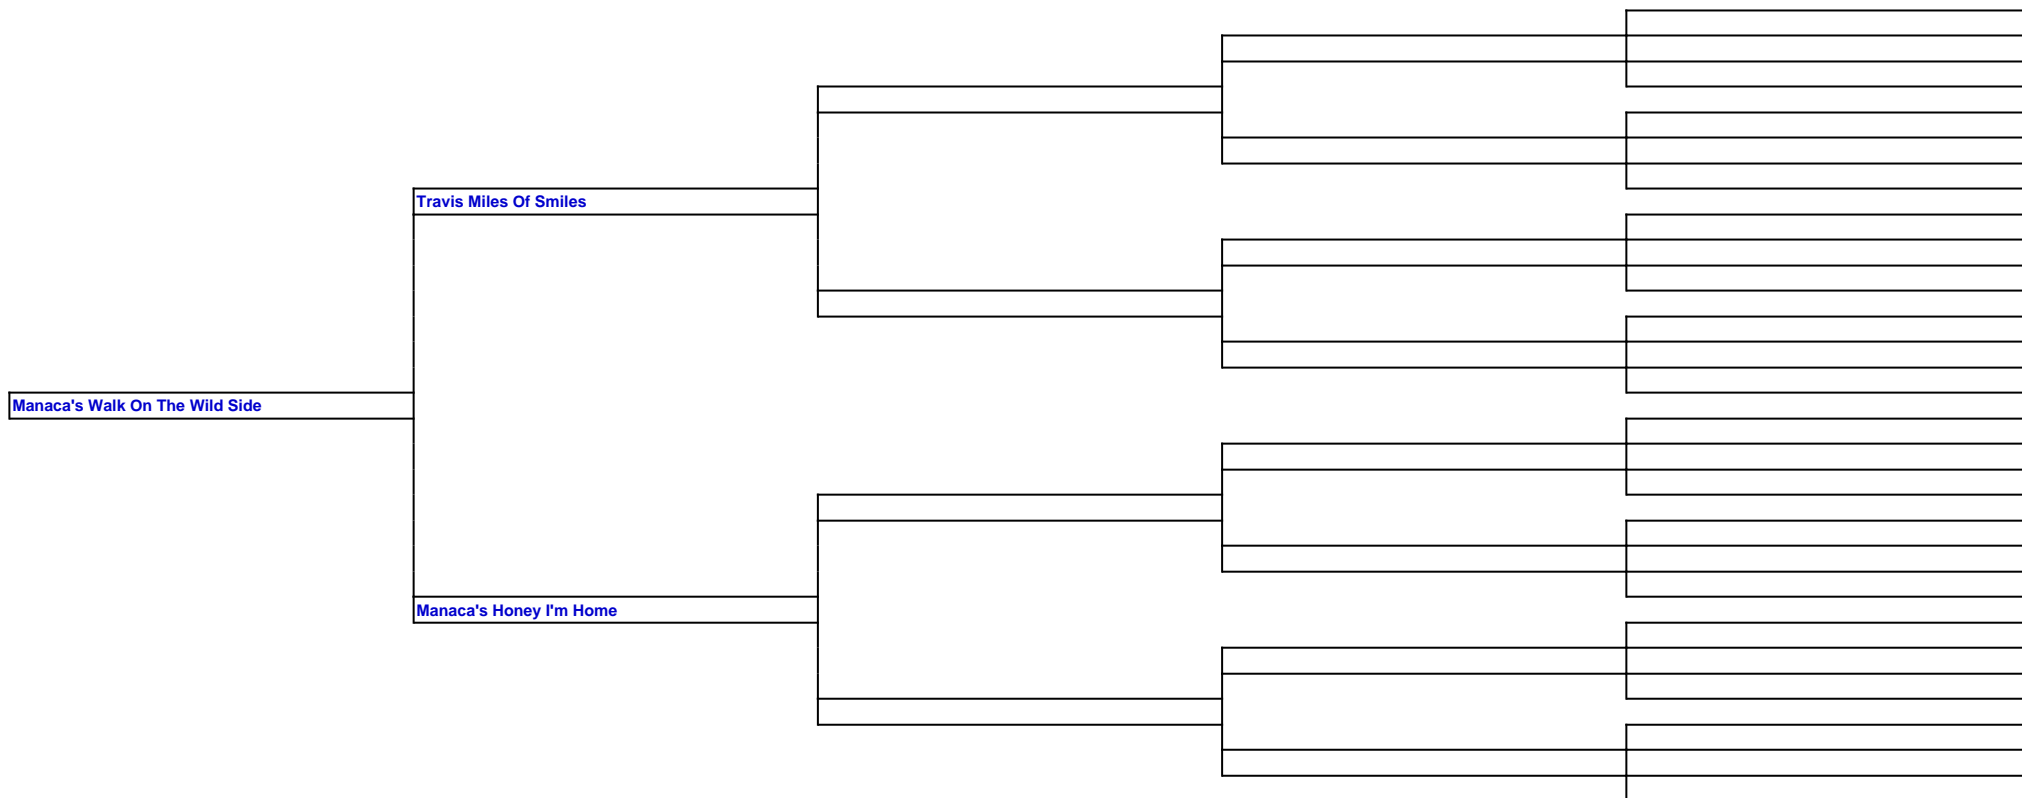 Travis Miles Of Smiles
Manaca's Walk On The Wild Side
Manaca's Honey I'm Home